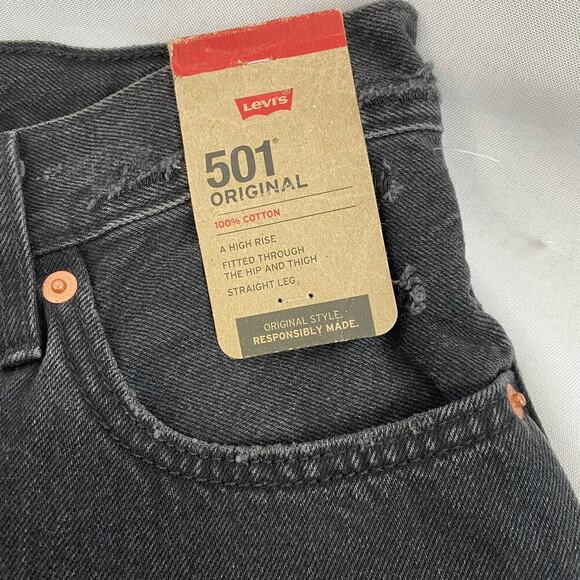 Levi's®
501®
ORIGINAL
100% COTTON
A HIGH RISE
FITTED THROUGH
THE HIP AND THIGH
STRAIGHT LEG
ORIGINAL STYLE,
RESPONSIBLY MADE.